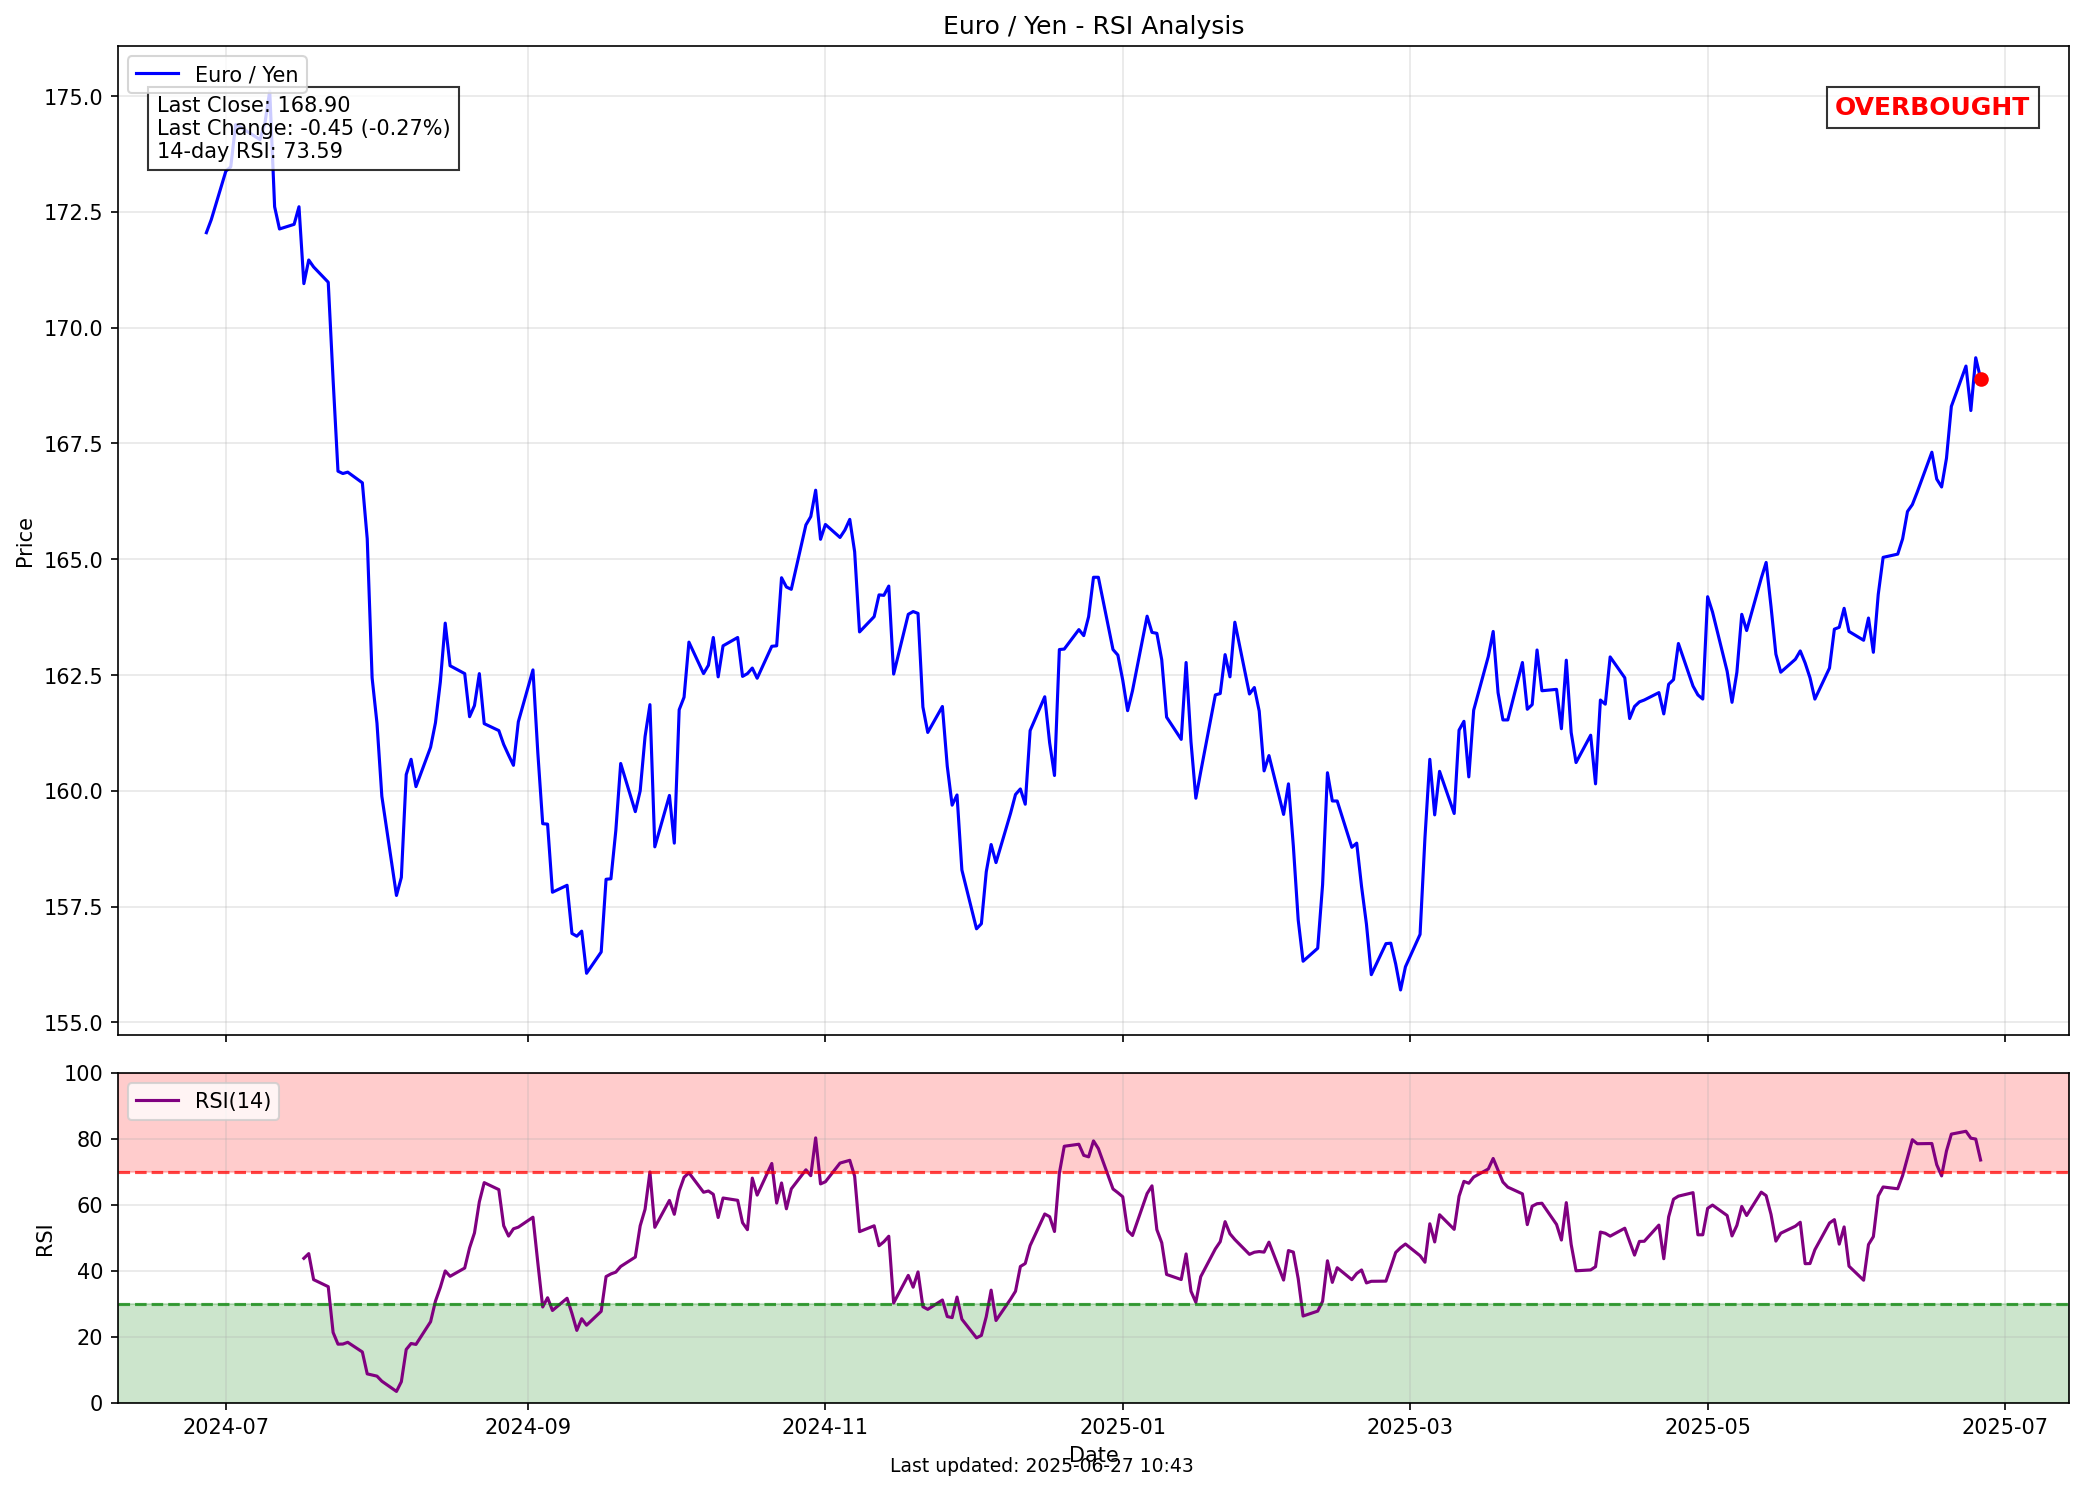 Euro / Yen - RSI Analysis
Euro / Yen
Last Close: 168.90
Last Change: -0.45 (-0.27%)
14-day RSI: 73.59
OVERBOUGHT
Price
175.0
172.5
170.0
167.5
165.0
162.5
160.0
157.5
155.0
RSI(14)
RSI
100
80
60
40
20
0
2024-07
2024-09
2024-11
2025-01
2025-03
2025-05
2025-07
Date
Last updated: 2025-06-27 10:43